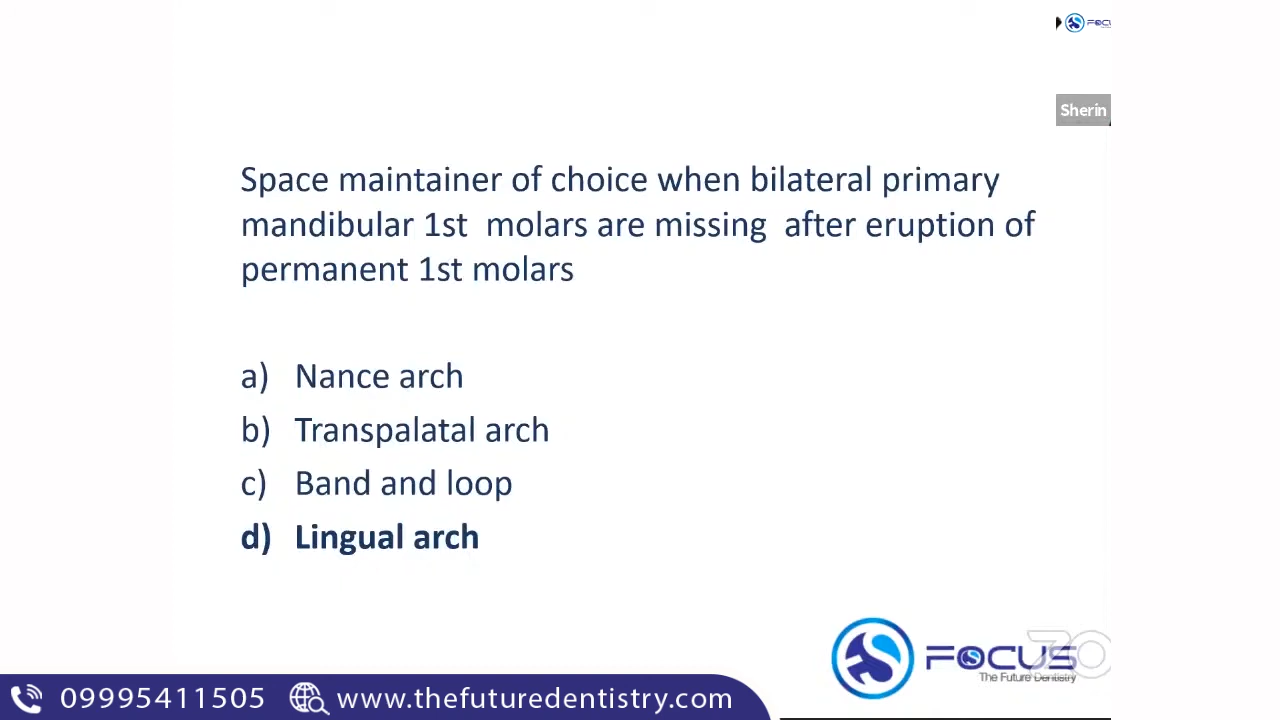 FOCU
Sherin
Space maintainer of choice when bilateral primary
mandibular 1st molars are missing after eruption of
permanent 1st molars
a) Nance arch
b) Transpalatal arch
c) Band and loop
d) Lingual arch
FOCUS
The Future Dentistry
09995411505 www.thefuturedentistry.com